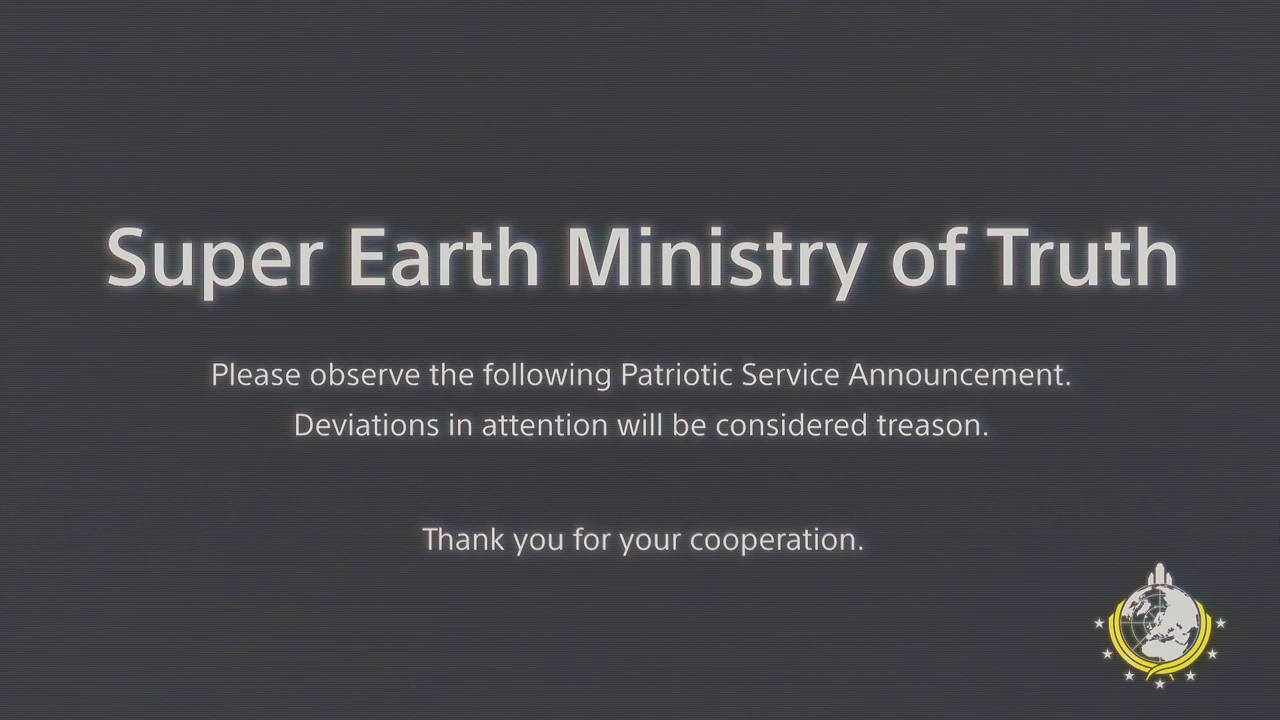 Super Earth Ministry of Truth
Please observe the following Patriotic Service Announcement.
Deviations in attention will be considered treason.
Thank you for your cooperation.